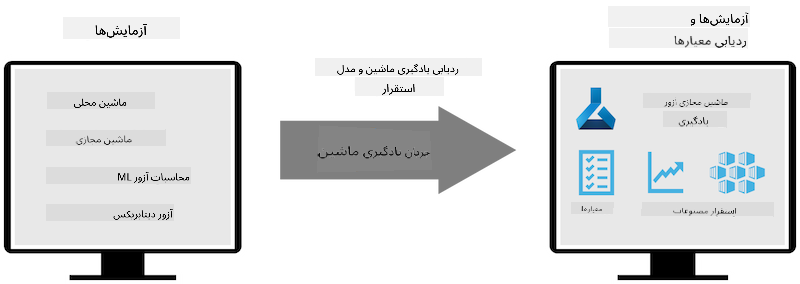 آزمایش‌ها
ماشین محلی
ماشین مجازی
محاسبات آزور ML
آزور دیتابریکس
ردیابی یادگیری ماشین و مدل
استقرار
یادگیری ماشین
آزمایش‌ها و
ردیابی معیارها
ماشین مجازی آزور
یادگیری
معیارها
استقرار مصنوعات